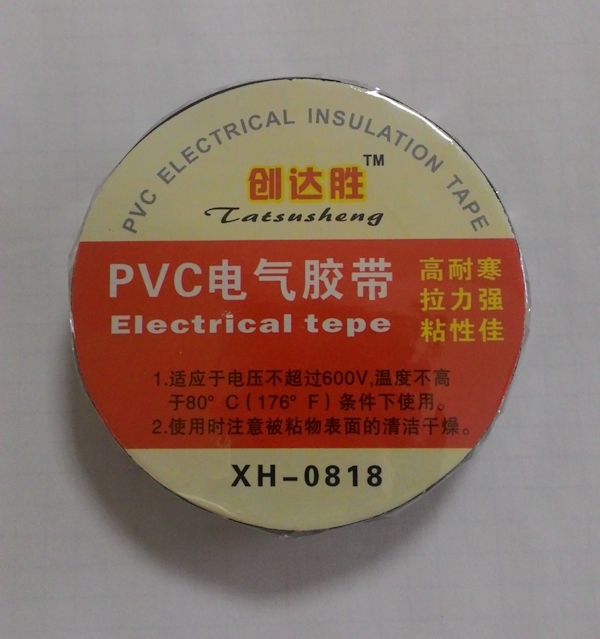 PVC ELECTRICAL INSULATION TAPE
创达胜TM
Tatsusheng
PVC电气胶带
Electrical tepe
高耐寒
拉力强
粘性佳
1.适应于电压不超过600V,温度不高
于80°C(176°F)条件下使用。
2.使用时注意被粘物表面的清洁干燥。
XH-0818